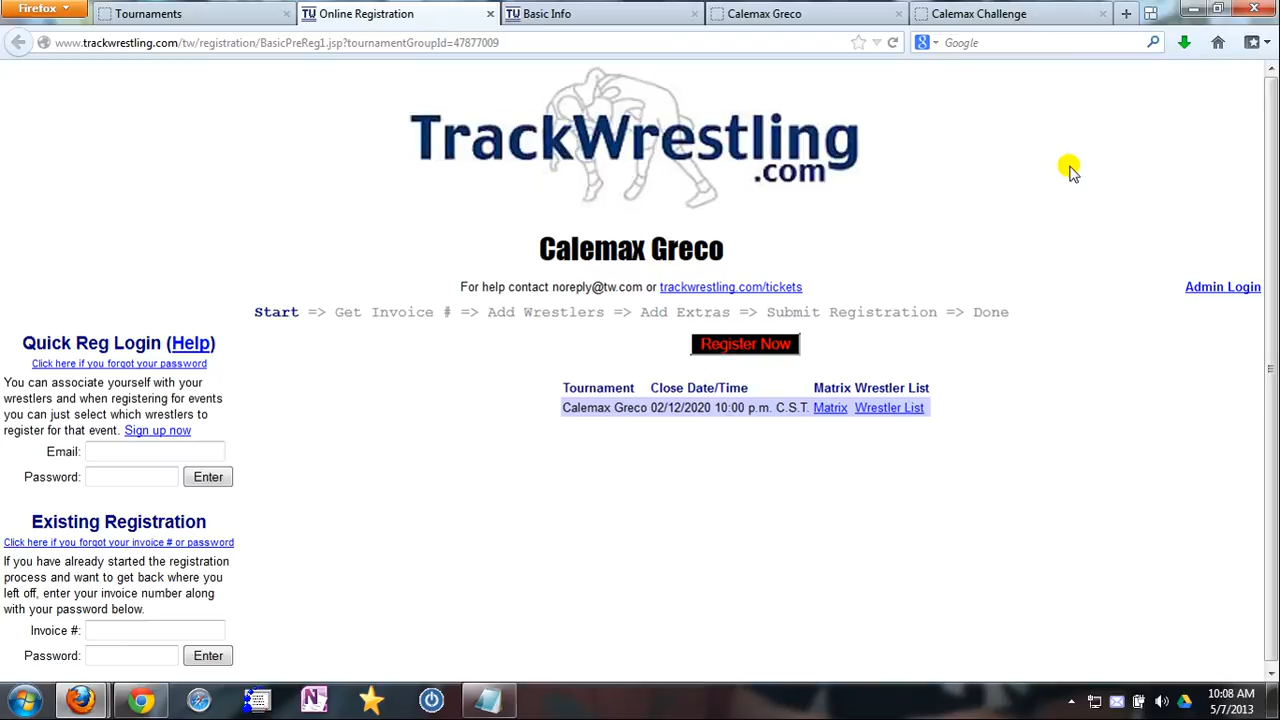 Firefox
Tournaments
TW Online Registration
TW Basic Info
Calemax Greco
Calemax Challenge
www.trackwrestling.com/tw/registration/BasicPreReg1.jsp?tournamentGroupId=47877009
Google
TrackWrestling
.com
Calemax Greco
For help contact noreply@tw.com or trackwrestling.com/tickets
Admin Login
Start => Get Invoice # => Add Wrestlers => Add Extras => Submit Registration => Done
Register Now
Tournament Close Date/Time Matrix Wrestler List
Calemax Greco 02/12/2020 10:00 p.m. C.S.T. Matrix Wrestler List
Quick Reg Login (Help)
Click here if you forgot your password
You can associate yourself with your
wrestlers and when registering for events
you can just select which wrestlers to
register for that event. Sign up now
Email:
Password: Enter
Existing Registration
Click here if you forgot your invoice # or password
If you have already started the registration
process and want to get back where you
left off, enter your invoice number along
with your password below.
Invoice #:
Password: Enter
10:08 AM
5/7/2013